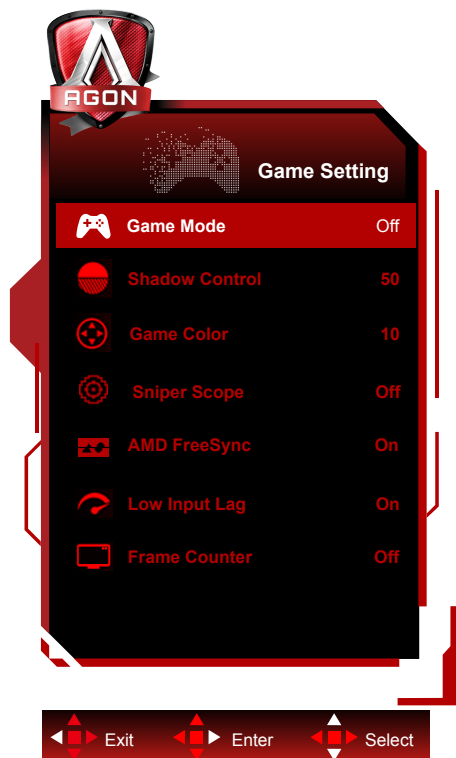 AGON
Game Setting
Game Mode Off
Shadow Control 50
Game Color 10
Sniper Scope Off
AMD FreeSync On
Low Input Lag On
Frame Counter Off
Exit Enter Select